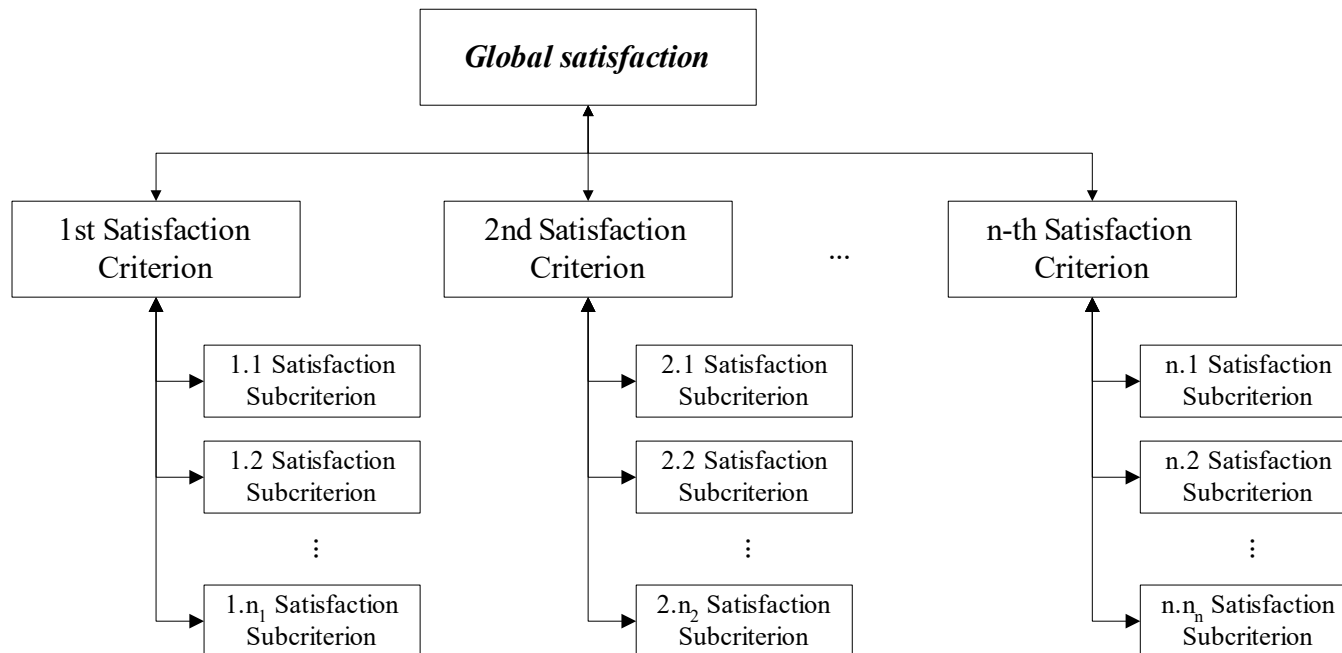 Global satisfaction
1st Satisfaction
Criterion
2nd Satisfaction
Criterion
...
n-th Satisfaction
Criterion
1.1 Satisfaction
Subcriterion
2.1 Satisfaction
Subcriterion
n.1 Satisfaction
Subcriterion
1.2 Satisfaction
Subcriterion
2.2 Satisfaction
Subcriterion
n.2 Satisfaction
Subcriterion
⋮
⋮
⋮
1.n₁ Satisfaction
Subcriterion
2.n₂ Satisfaction
Subcriterion
n.nₙ Satisfaction
Subcriterion